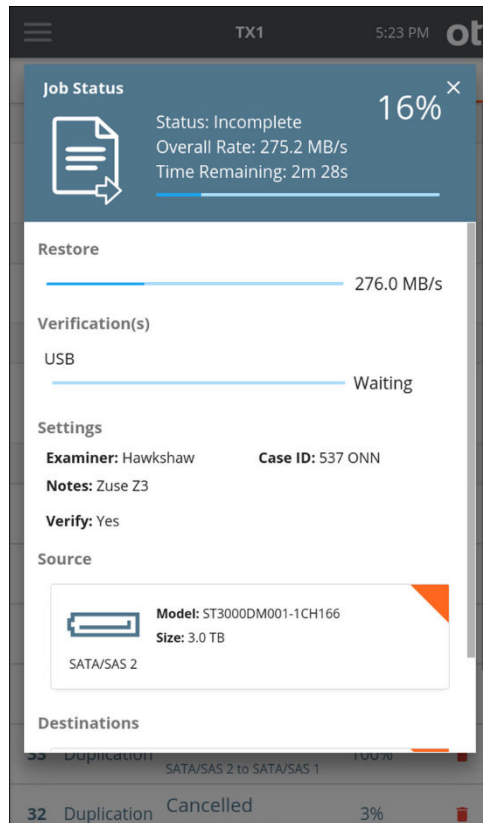 TX1 5:23 PM ot
Job Status
16%
Status: Incomplete
Overall Rate: 275.2 MB/s
Time Remaining: 2m 28s
Restore
276.0 MB/s
Verification(s)
USB
Waiting
Settings
Examiner: Hawkshaw Case ID: 537 ONN
Notes: Zuse Z3
Verify: Yes
Source
Model: ST3000DM001-1CH166
Size: 3.0 TB
SATA/SAS 2
Destinations
33 Duplication 100%
SATA/SAS 2 to SATA/SAS 1
32 Duplication Cancelled 3%